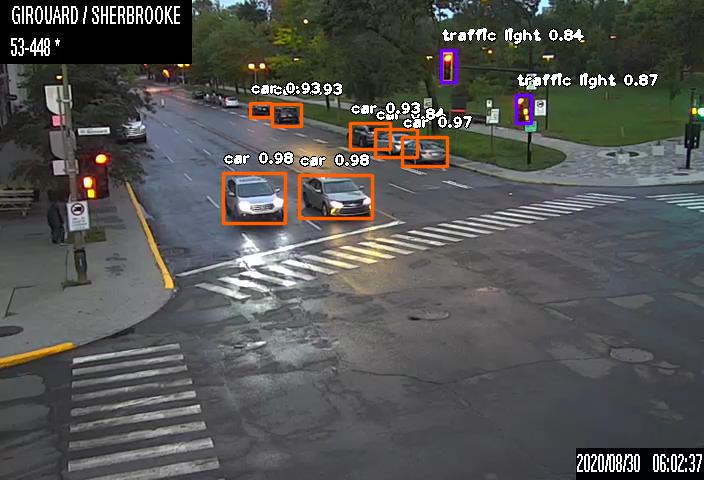 GIROUARD / SHERBROOKE
53-448 *
traffic light 0.84
traffic light 0.87
car 0.93
car 0.84
car 0.97
car 0.98
car 0.98
2020/08/30 06:02:37